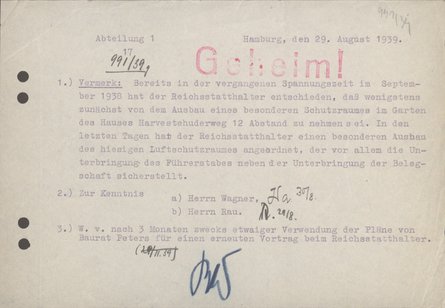 Abteilung 1
Hamburg, den 29. August 1939.
991/39
Geheim!
1.) Vermerk: Bereits in der vergangenen Spannungszeit im Septem-
ber 1938 hat der Reichsstatthalter entschieden, daß wenigstens
zunächst von dem Ausbau eines besonderen Schutzraumes im Garten
des Hauses Harvestehuderweg 12 Abstand zu nehmen sei. In den
letzten Tagen hat der Reichsstatthalter einen besonderen Ausbau
des hiesigen Luftschutzraumes angeordnet, der vor allem die Un-
terbringung des Führerstabes neben der Unterbringung der Beleg-
schaft sicherstellt.
2.) Zur Kenntnis
a) Herrn Wagner, 30/8.
b) Herrn Rau. 29/8.
3.) W. v. nach 3 Monaten zwecks etwaiger Verwendung der Pläne von
Baurat Peters für einen erneuten Vortrag beim Reichsstatthalter.